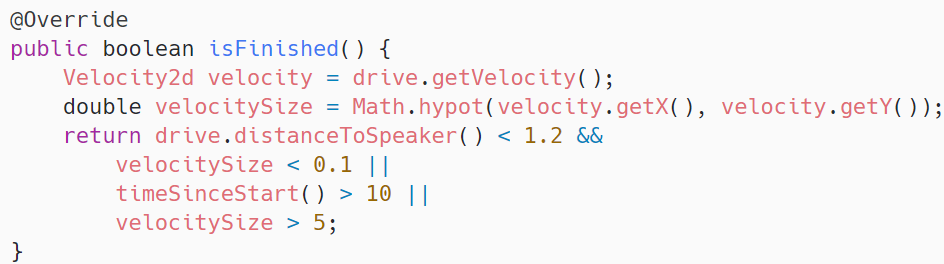 @Override
public boolean isFinished() {
    Velocity2d velocity = drive.getVelocity();
    double velocitySize = Math.hypot(velocity.getX(), velocity.getY());
    return drive.distanceToSpeaker() < 1.2 &&
        velocitySize < 0.1 ||
        timeSinceStart() > 10 ||
        velocitySize > 5;
}